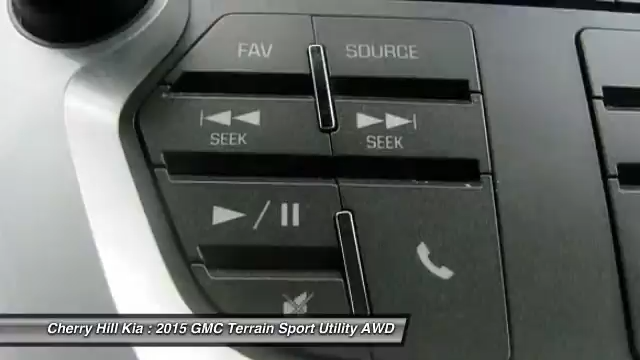 FAV SOURCE
SEEK SEEK
Cherry Hill Kia : 2015 GMC Terrain Sport Utility AWD